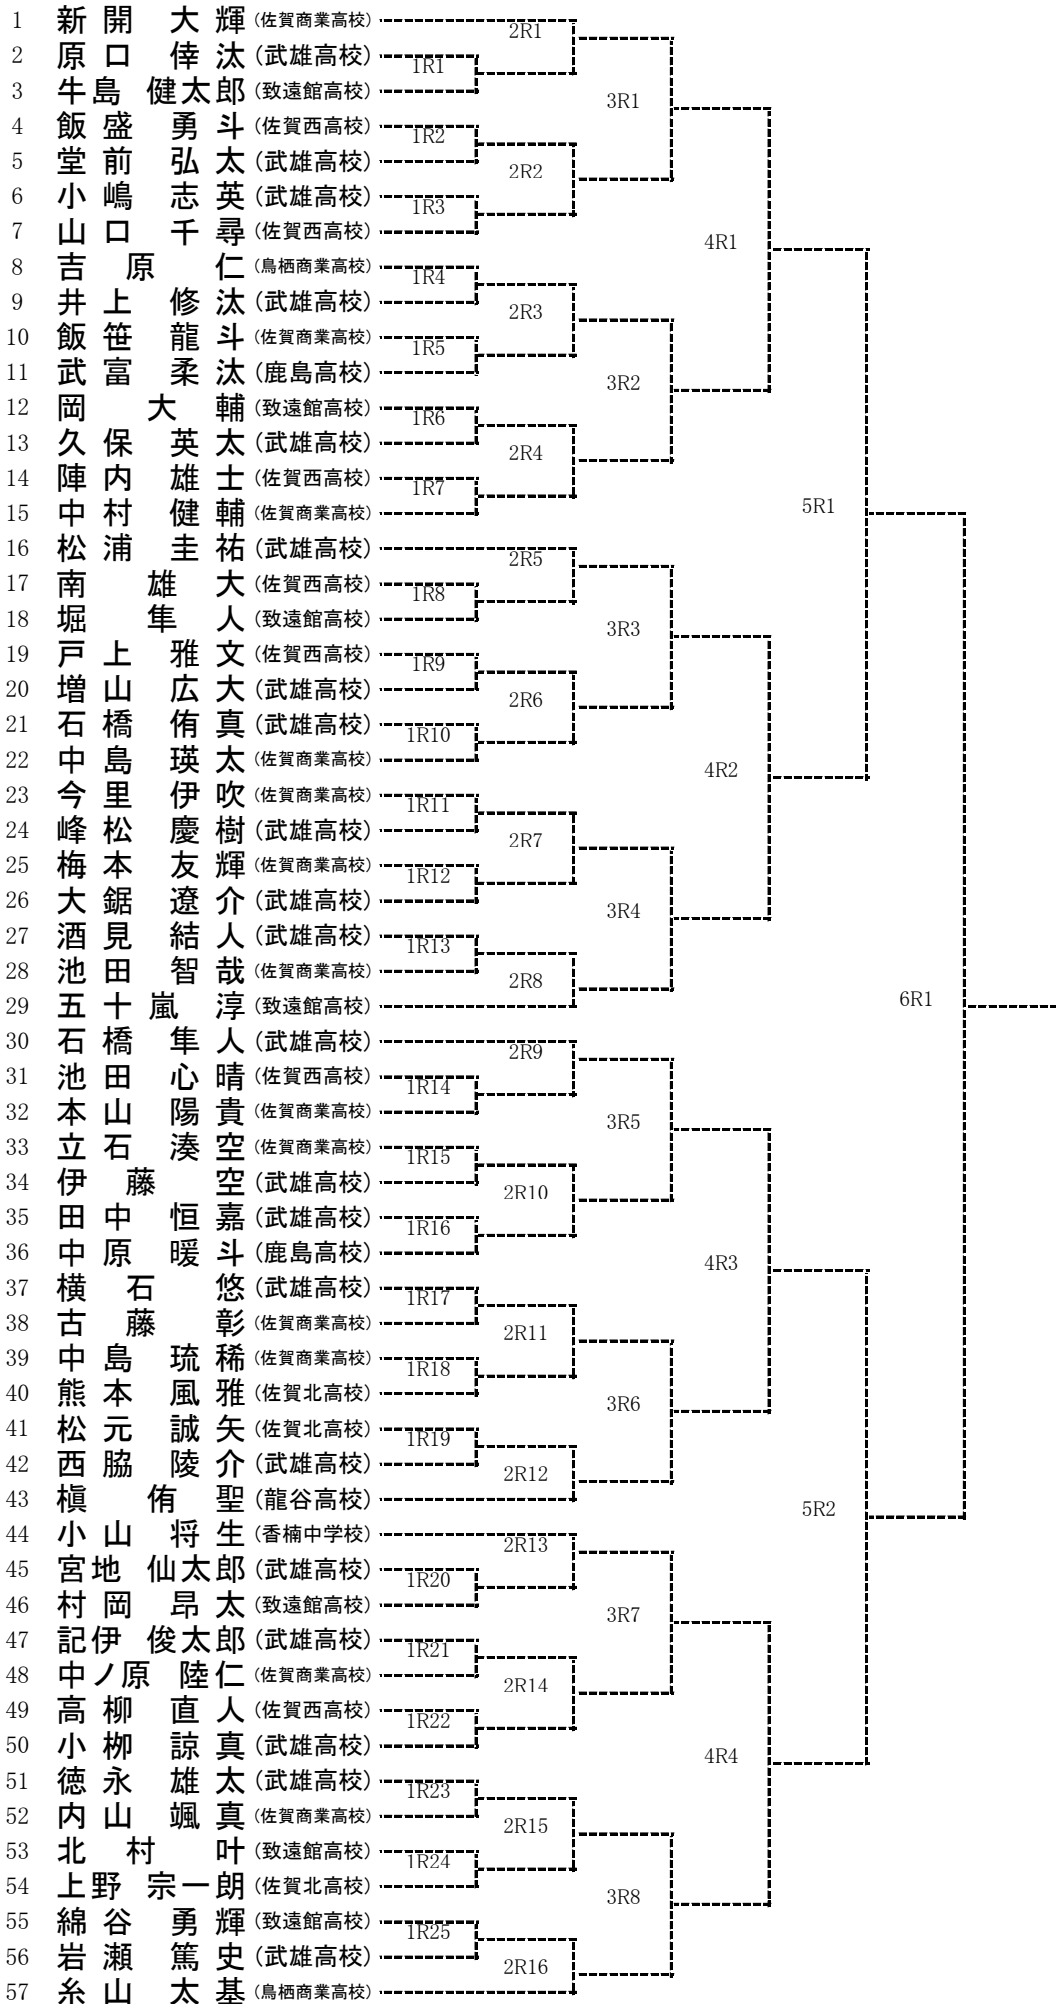 1 新開 大輝 (佐賀商業高校)
2R1
2 原口 倖汰 (武雄高校)
1R1
3 牛島 健太郎 (致遠館高校)
3R1
4 飯盛 勇斗 (佐賀西高校)
1R2
5 堂前 弘太 (武雄高校)
2R2
6 小嶋 志英 (武雄高校)
1R3
7 山口 千尋 (佐賀西高校)
4R1
8 吉原 仁 (鳥栖商業高校)
1R4
9 井上 修汰 (武雄高校)
2R3
10 飯笹 龍斗 (佐賀商業高校)
1R5
11 武富 柔汰 (鹿島高校)
3R2
12 岡 大輔 (致遠館高校)
1R6
13 久保 英太 (武雄高校)
2R4
14 陣内 雄士 (佐賀西高校)
1R7
15 中村 健輔 (佐賀商業高校)
5R1
16 松浦 圭祐 (武雄高校)
2R5
17 南 雄大 (佐賀西高校)
1R8
18 堀 隼人 (致遠館高校)
3R3
19 戸上 雅文 (佐賀西高校)
1R9
20 増山 広大 (武雄高校)
2R6
21 石橋 侑真 (武雄高校)
1R10
22 中島 瑛太 (佐賀商業高校)
4R2
23 今里 伊吹 (佐賀商業高校)
1R11
24 峰松 慶樹 (武雄高校)
2R7
25 梅本 友輝 (佐賀商業高校)
1R12
26 大鋸 遼介 (武雄高校)
3R4
27 酒見 結人 (武雄高校)
1R13
28 池田 智哉 (佐賀商業高校)
2R8
29 五十嵐 淳 (致遠館高校)
6R1
30 石橋 隼人 (武雄高校)
2R9
31 池田 心晴 (佐賀西高校)
1R14
32 本山 陽貴 (佐賀商業高校)
3R5
33 立石 湊空 (佐賀商業高校)
1R15
34 伊藤 空 (武雄高校)
2R10
35 田中 恒嘉 (武雄高校)
1R16
36 中原 暖斗 (鹿島高校)
4R3
37 横石 悠 (武雄高校)
1R17
38 古藤 彰 (佐賀商業高校)
2R11
39 中島 琉稀 (佐賀商業高校)
1R18
40 熊本 風雅 (佐賀北高校)
3R6
41 松元 誠矢 (佐賀北高校)
1R19
42 西脇 陵介 (武雄高校)
2R12
43 槇 侑聖 (龍谷高校)
5R2
44 小山 将生 (香楠中学校)
2R13
45 宮地 仙太郎 (武雄高校)
1R20
46 村岡 昂太 (致遠館高校)
3R7
47 記伊 俊太郎 (武雄高校)
1R21
48 中ノ原 陸仁 (佐賀商業高校)
2R14
49 高柳 直人 (佐賀西高校)
1R22
50 小栁 諒真 (武雄高校)
4R4
51 徳永 雄太 (武雄高校)
1R23
52 内山 颯真 (佐賀商業高校)
2R15
53 北村 叶 (致遠館高校)
1R24
54 上野 宗一朗 (佐賀北高校)
3R8
55 綿谷 勇輝 (致遠館高校)
1R25
56 岩瀬 篤史 (武雄高校)
2R16
57 糸山 太基 (鳥栖商業高校)